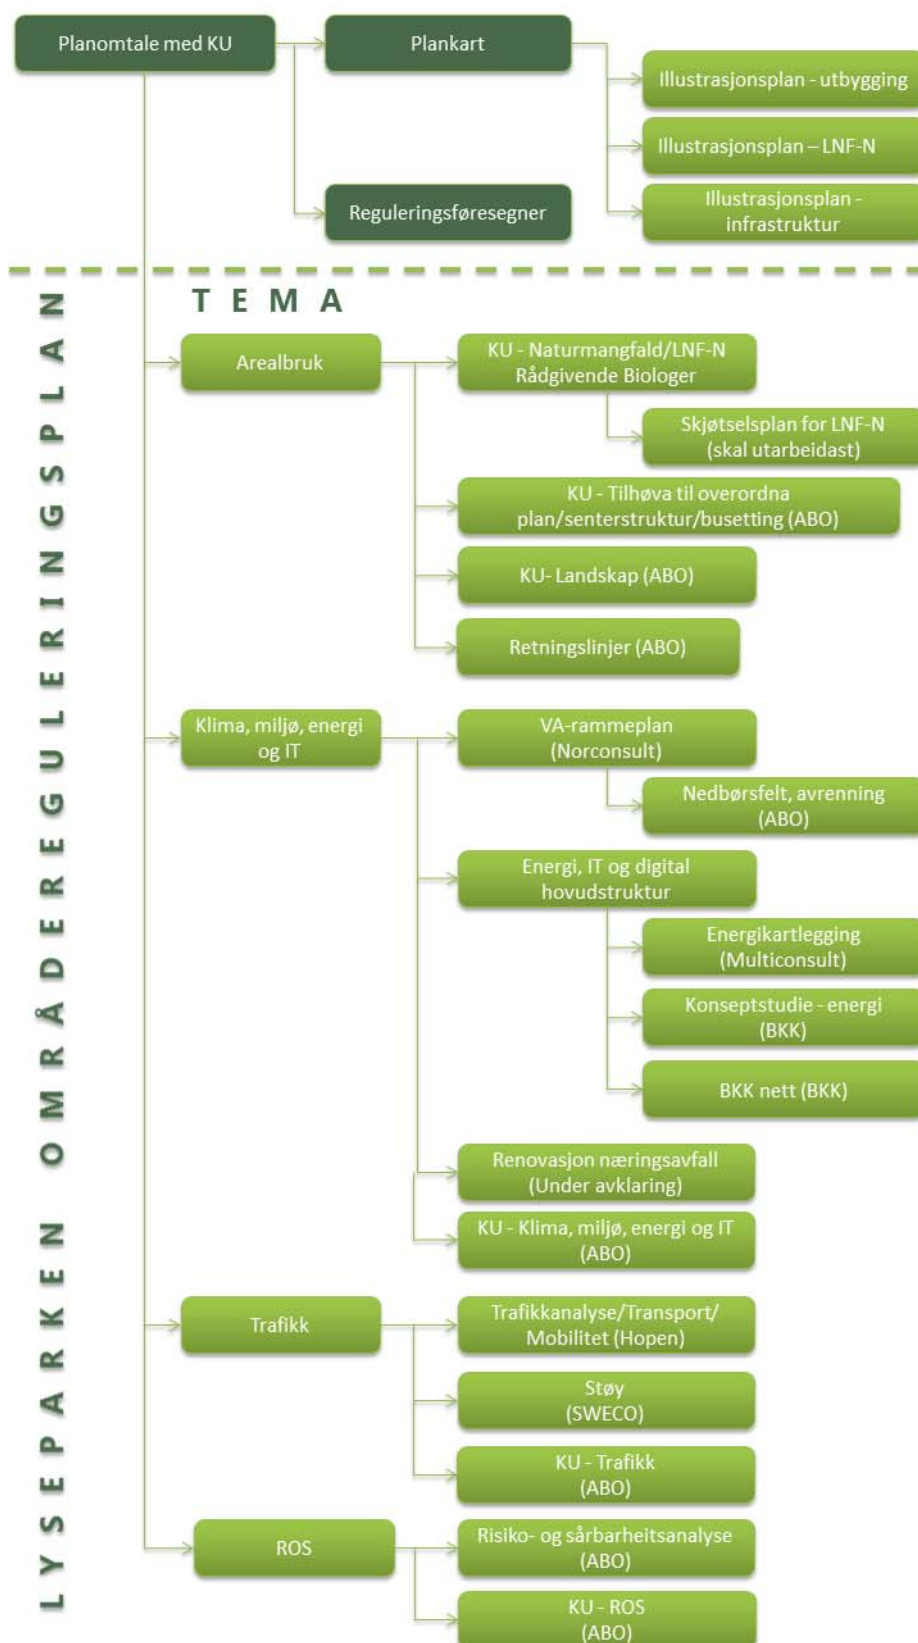 Planomtale med KU
Plankart
Illustrasjonsplan - utbygging
Illustrasjonsplan – LNF-N
Illustrasjonsplan -
infrastruktur
Reguleringsføresegner
LYSEPARKEN OMRÅDEREGULERINGSPLAN
TEMA
Arealbruk
KU - Naturmangfald/LNF-N
Rådgivende Biologer
Skjøtselsplan for LNF-N
(skal utarbeidast)
KU - Tilhøva til overordna
plan/senterstruktur/busetting (ABO)
KU- Landskap (ABO)
Retningslinjer (ABO)
Klima, miljø, energi
og IT
VA-rammeplan
(Norconsult)
Nedbørsfelt, avrenning
(ABO)
Energi, IT og digital
hovudstruktur
Energikartlegging
(Multiconsult)
Konseptstudie - energi
(BKK)
BKK nett (BKK)
Renovasjon næringsavfall
(Under avklaring)
KU - Klima, miljø, energi og IT
(ABO)
Trafikk
Trafikkanalyse/Transport/
Mobilitet (Hopen)
Støy
(SWECO)
KU - Trafikk
(ABO)
ROS
Risiko- og sårbarheitsanalyse
(ABO)
KU - ROS
(ABO)